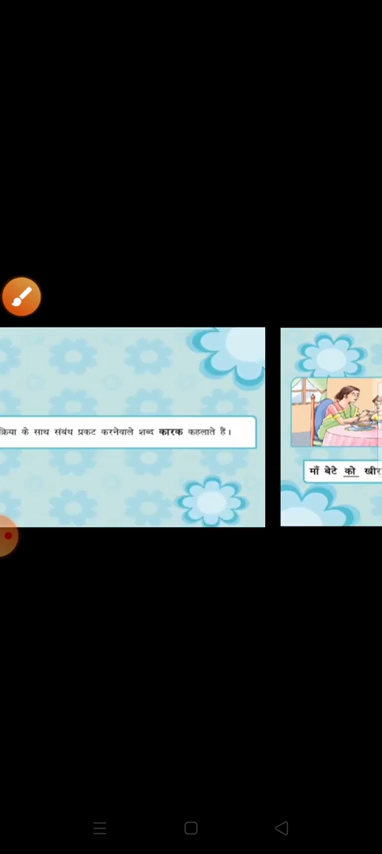 क्रिया के साथ संबंध प्रकट करनेवाले शब्द कारक कहलाते हैं।
माँ बेटे को खीर